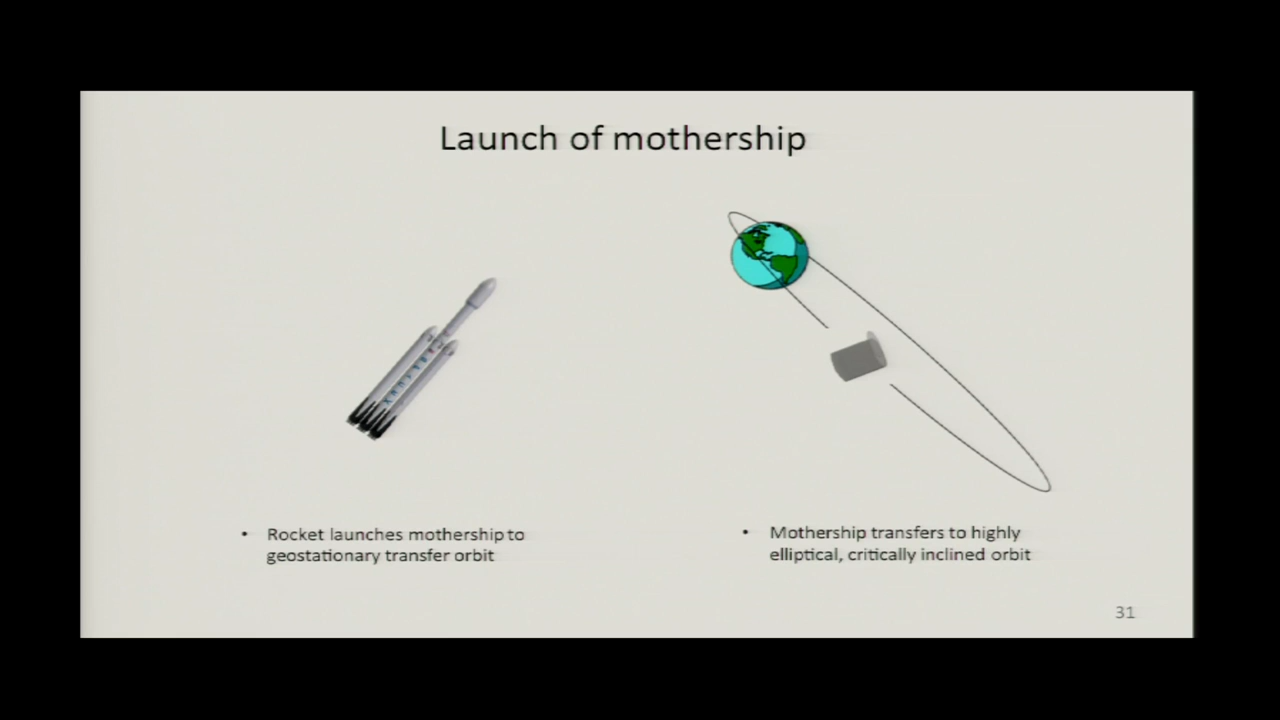 Launch of mothership
• Rocket launches mothership to
geostationary transfer orbit
• Mothership transfers to highly
elliptical, critically inclined orbit
31